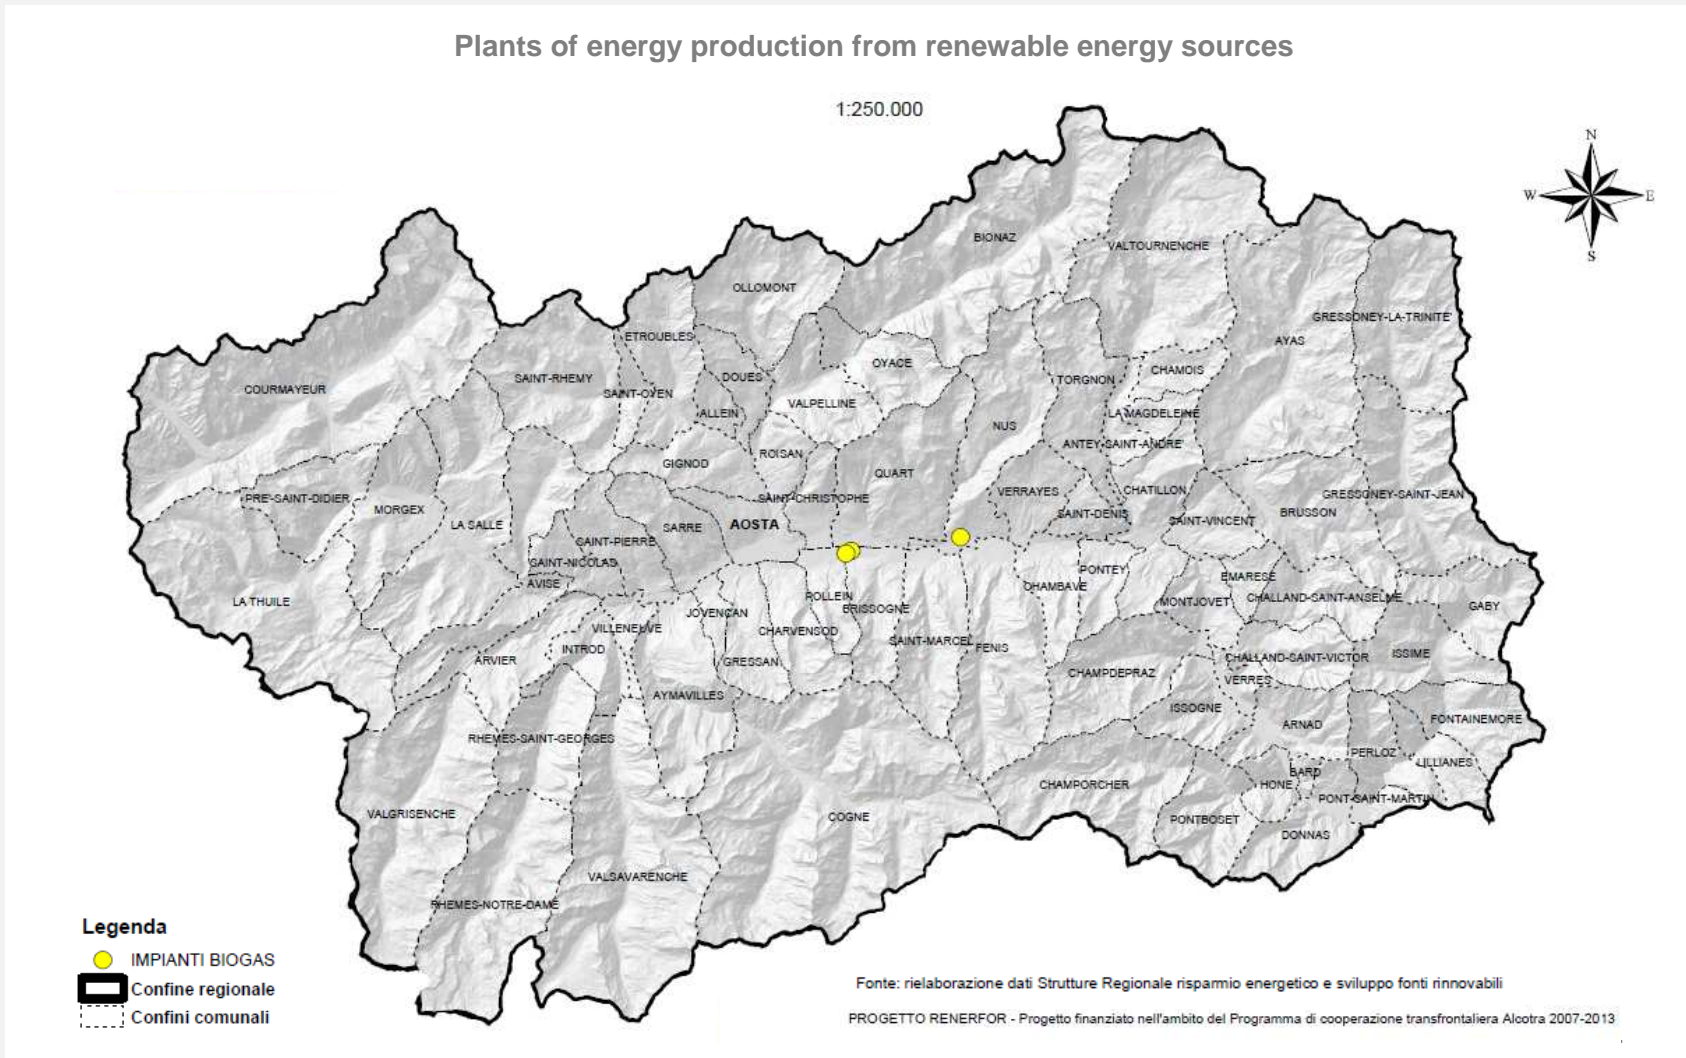 Plants of energy production from renewable energy sources
1:250.000
N
W
E
S
BIONAZ
VALTOURNENCHE
OLLOMONT
GRESSONEY-LA-TRINITE'
ETROUBLES
AYAS
OYACE
CHAMOIS
COURMAYEUR
SAINT-RHEMY
DOUES
TORGNON
SAINT-OYEN
VALPELLINE
ALLEIN
LA MAGDELEINE
NUS
ANTEY-SAINT-ANDRE'
ROISAN
GIGNOD
QUART
PRE'-SAINT-DIDIER
SAINT-CHRISTOPHE
VERRAYES
CHATILLON
GRESSONEY-SAINT-JEAN
MORGEX
LA SALLE
SARRE
AOSTA
SAINT-DENIS
SAINT-VINCENT
BRUSSON
SAINT-PIERRE
SAINT-NICOLAS
AVISE
PONTEY
EMARESE
CHAMBAVE
LA THUILE
POLLEIN
BRISSOGNE
MONTJOVET
CHALLAND-SAINT-ANSELME
GABY
JOVENCAN
VILLENEUVE
CHARVENSOD
SAINT-MARCEL
FENIS
INTROD
ARVIER
GRESSAN
CHALLAND-SAINT-VICTOR
ISSIME
CHAMPDEPRAZ
VERRES
AYMAVILLES
ISSOGNE
ARNAD
FONTAINEMORE
RHEMES-SAINT-GEORGES
PERLOZ
LILLIANES
BARD
CHAMPORCHER
HONE
PONT-SAINT-MARTIN
VALGRISENCHE
COGNE
PONTBOSET
DONNAS
VALSAVARENCHE
RHEMES-NOTRE-DAME
Legenda
IMPIANTI BIOGAS
Confine regionale
Confini comunali
Fonte: rielaborazione dati Strutture Regionale risparmio energetico e sviluppo fonti rinnovabili
PROGETTO RENERFOR - Progetto finanziato nell'ambito del Programma di cooperazione transfrontaliera Alcotra 2007-2013